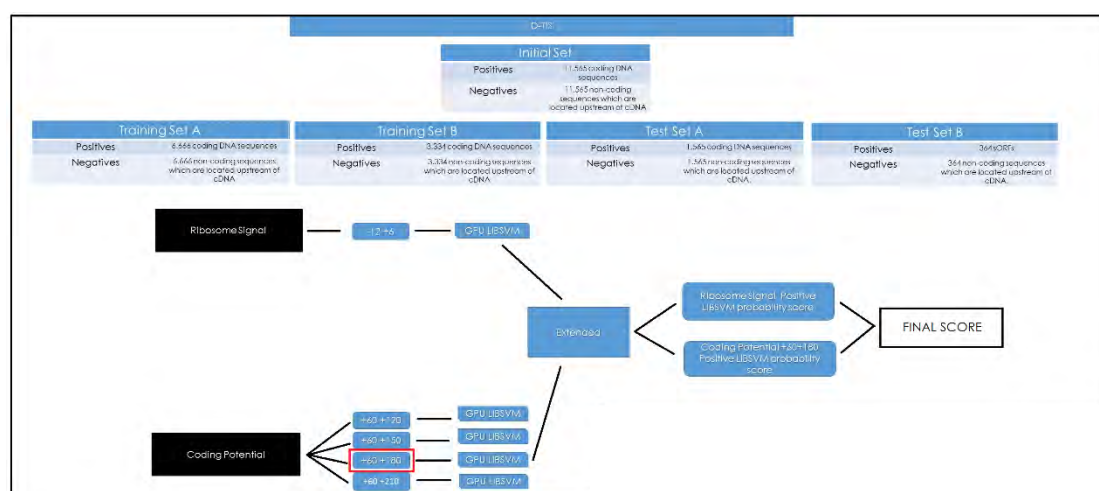 D-TIS
Initial Set
Positives 11.565 coding DNA
sequences
Negatives 11.565 non-coding
sequences which are
located upstream of cDNA
Training Set A Training Set B Test Set A Test Set B
Positives 6.666 coding DNA sequences Positives 3.334 coding DNA sequences Positives 1.565 coding DNA sequences Positives 364 sORFs
Negatives 6.666 non-coding sequences
which are located upstream of
cDNA
Negatives 3.334 non-coding sequences
which are located upstream of
cDNA.
Negatives 1.565 non-coding sequences
which are located upstream of
cDNA.
Negatives 364 non-coding sequences
which are located upstream of
cDNA.
Ribosome Signal -12 +6 GPU LIBSVM
Ribosome Signal Positive
LIBSVM probability score
Extended
FINAL SCORE
Coding Potential +60+180
Positive LIBSVM probability
score
+60 +120 GPU LIBSVM
+60 +150 GPU LIBSVM
Coding Potential
+60 +180 GPU LIBSVM
+60 +210 GPU LIBSVM